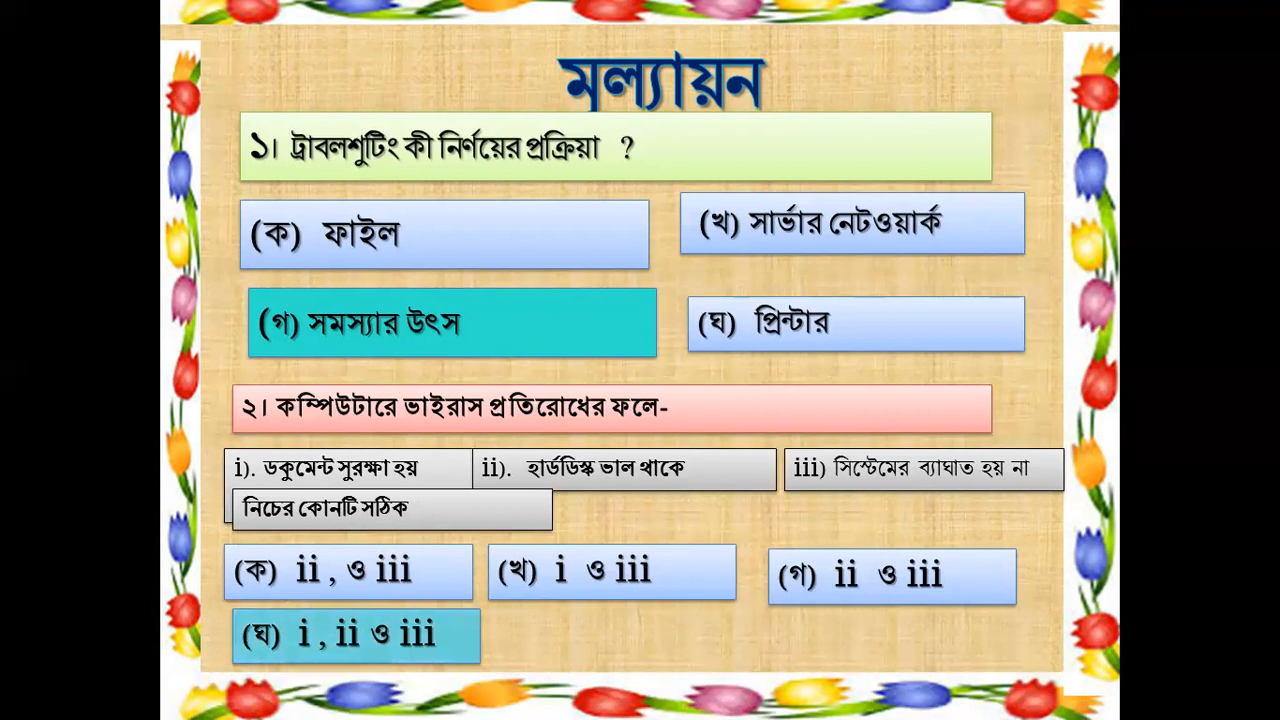 মূল্যায়ন
১। ট্রাবলশুটিং কী নির্ণয়ের প্রক্রিয়া ?
(ক) ফাইল
(খ) সার্ভার নেটওয়ার্ক
(গ) সমস্যার উৎস
(ঘ) প্রিন্টার
২। কম্পিউটারে ভাইরাস প্রতিরোধের ফলে-
i). ডকুমেন্ট সুরক্ষা হয়
ii). হার্ডডিস্ক ভাল থাকে
iii) সিস্টেমের ব্যাঘাত হয় না
নিচের কোনটি সঠিক
(ক) ii , ও iii
(খ) i ও iii
(গ) ii ও iii
(ঘ) i , ii ও iii